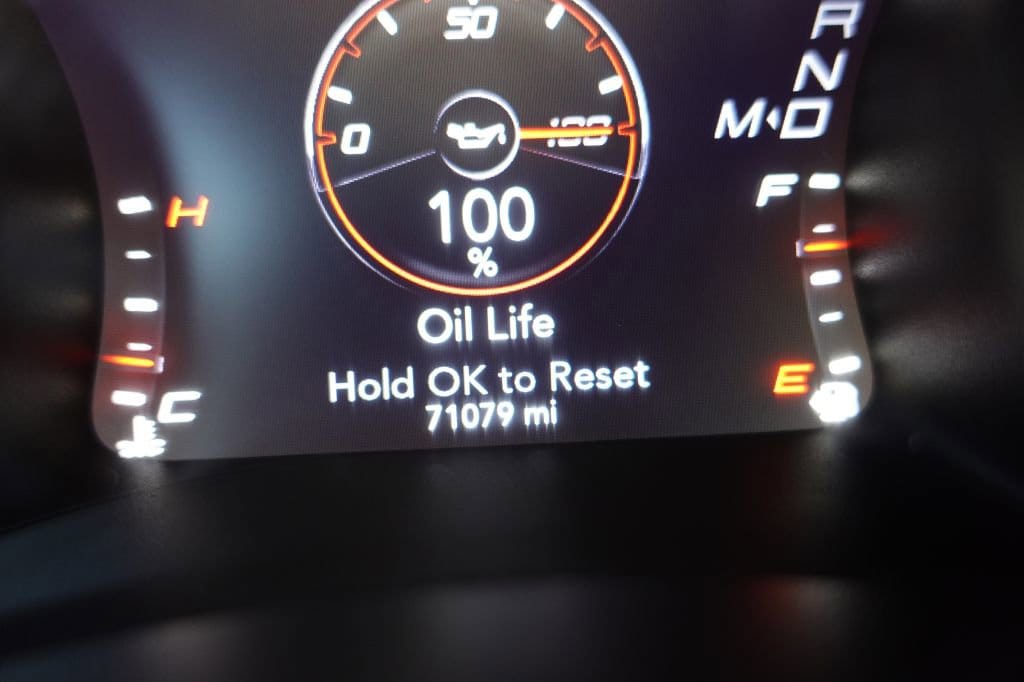 50
R
N
M D
0 100
F
H
100
%
Oil Life
Hold OK to Reset
E
71079 mi
C